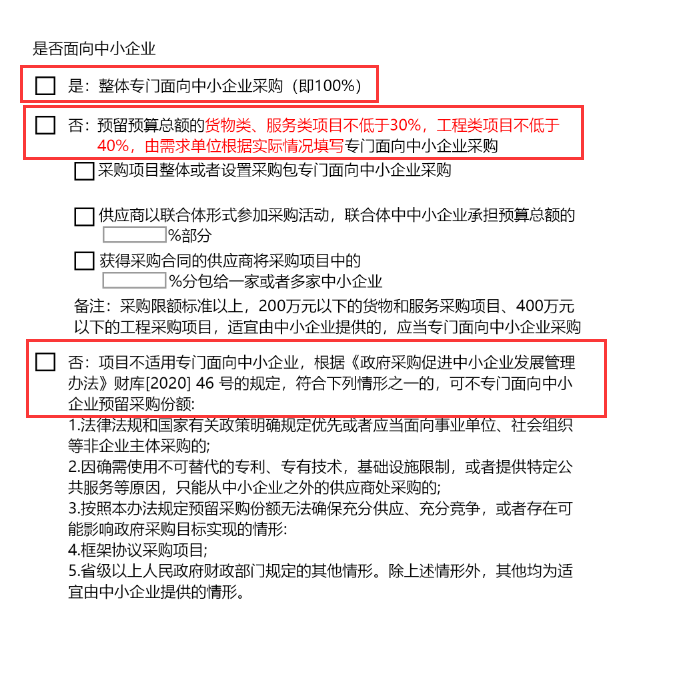 是否面向中小企业
是：整体专门面向中小企业采购（即100%）
否：预留预算总额的货物类、服务类项目不低于30%，工程类项目不低于
40%，由需求单位根据实际情况填写专门面向中小企业采购
采购项目整体或者设置采购包专门面向中小企业采购
供应商以联合体形式参加采购活动，联合体中中小企业承担预算总额的
%部分
获得采购合同的供应商将采购项目中的
%分包给一家或者多家中小企业
备注：采购限额标准以上，200万元以下的货物和服务采购项目、400万元
以下的工程采购项目，适宜由中小企业提供的，应当专门面向中小企业采购
否：项目不适用专门面向中小企业，根据《政府采购促进中小企业发展管理
办法》财库[2020] 46 号的规定，符合下列情形之一的，可不专门面向中小
企业预留采购份额:
1.法律法规和国家有关政策明确规定优先或者应当面向事业单位、社会组织
等非企业主体采购的;
2.因确需使用不可替代的专利、专有技术，基础设施限制，或者提供特定公
共服务等原因，只能从中小企业之外的供应商处采购的;
3.按照本办法规定预留采购份额无法确保充分供应、充分竞争，或者存在可
能影响政府采购目标实现的情形:
4.框架协议采购项目;
5.省级以上人民政府财政部门规定的其他情形。除上述情形外，其他均为适
宜由中小企业提供的情形。